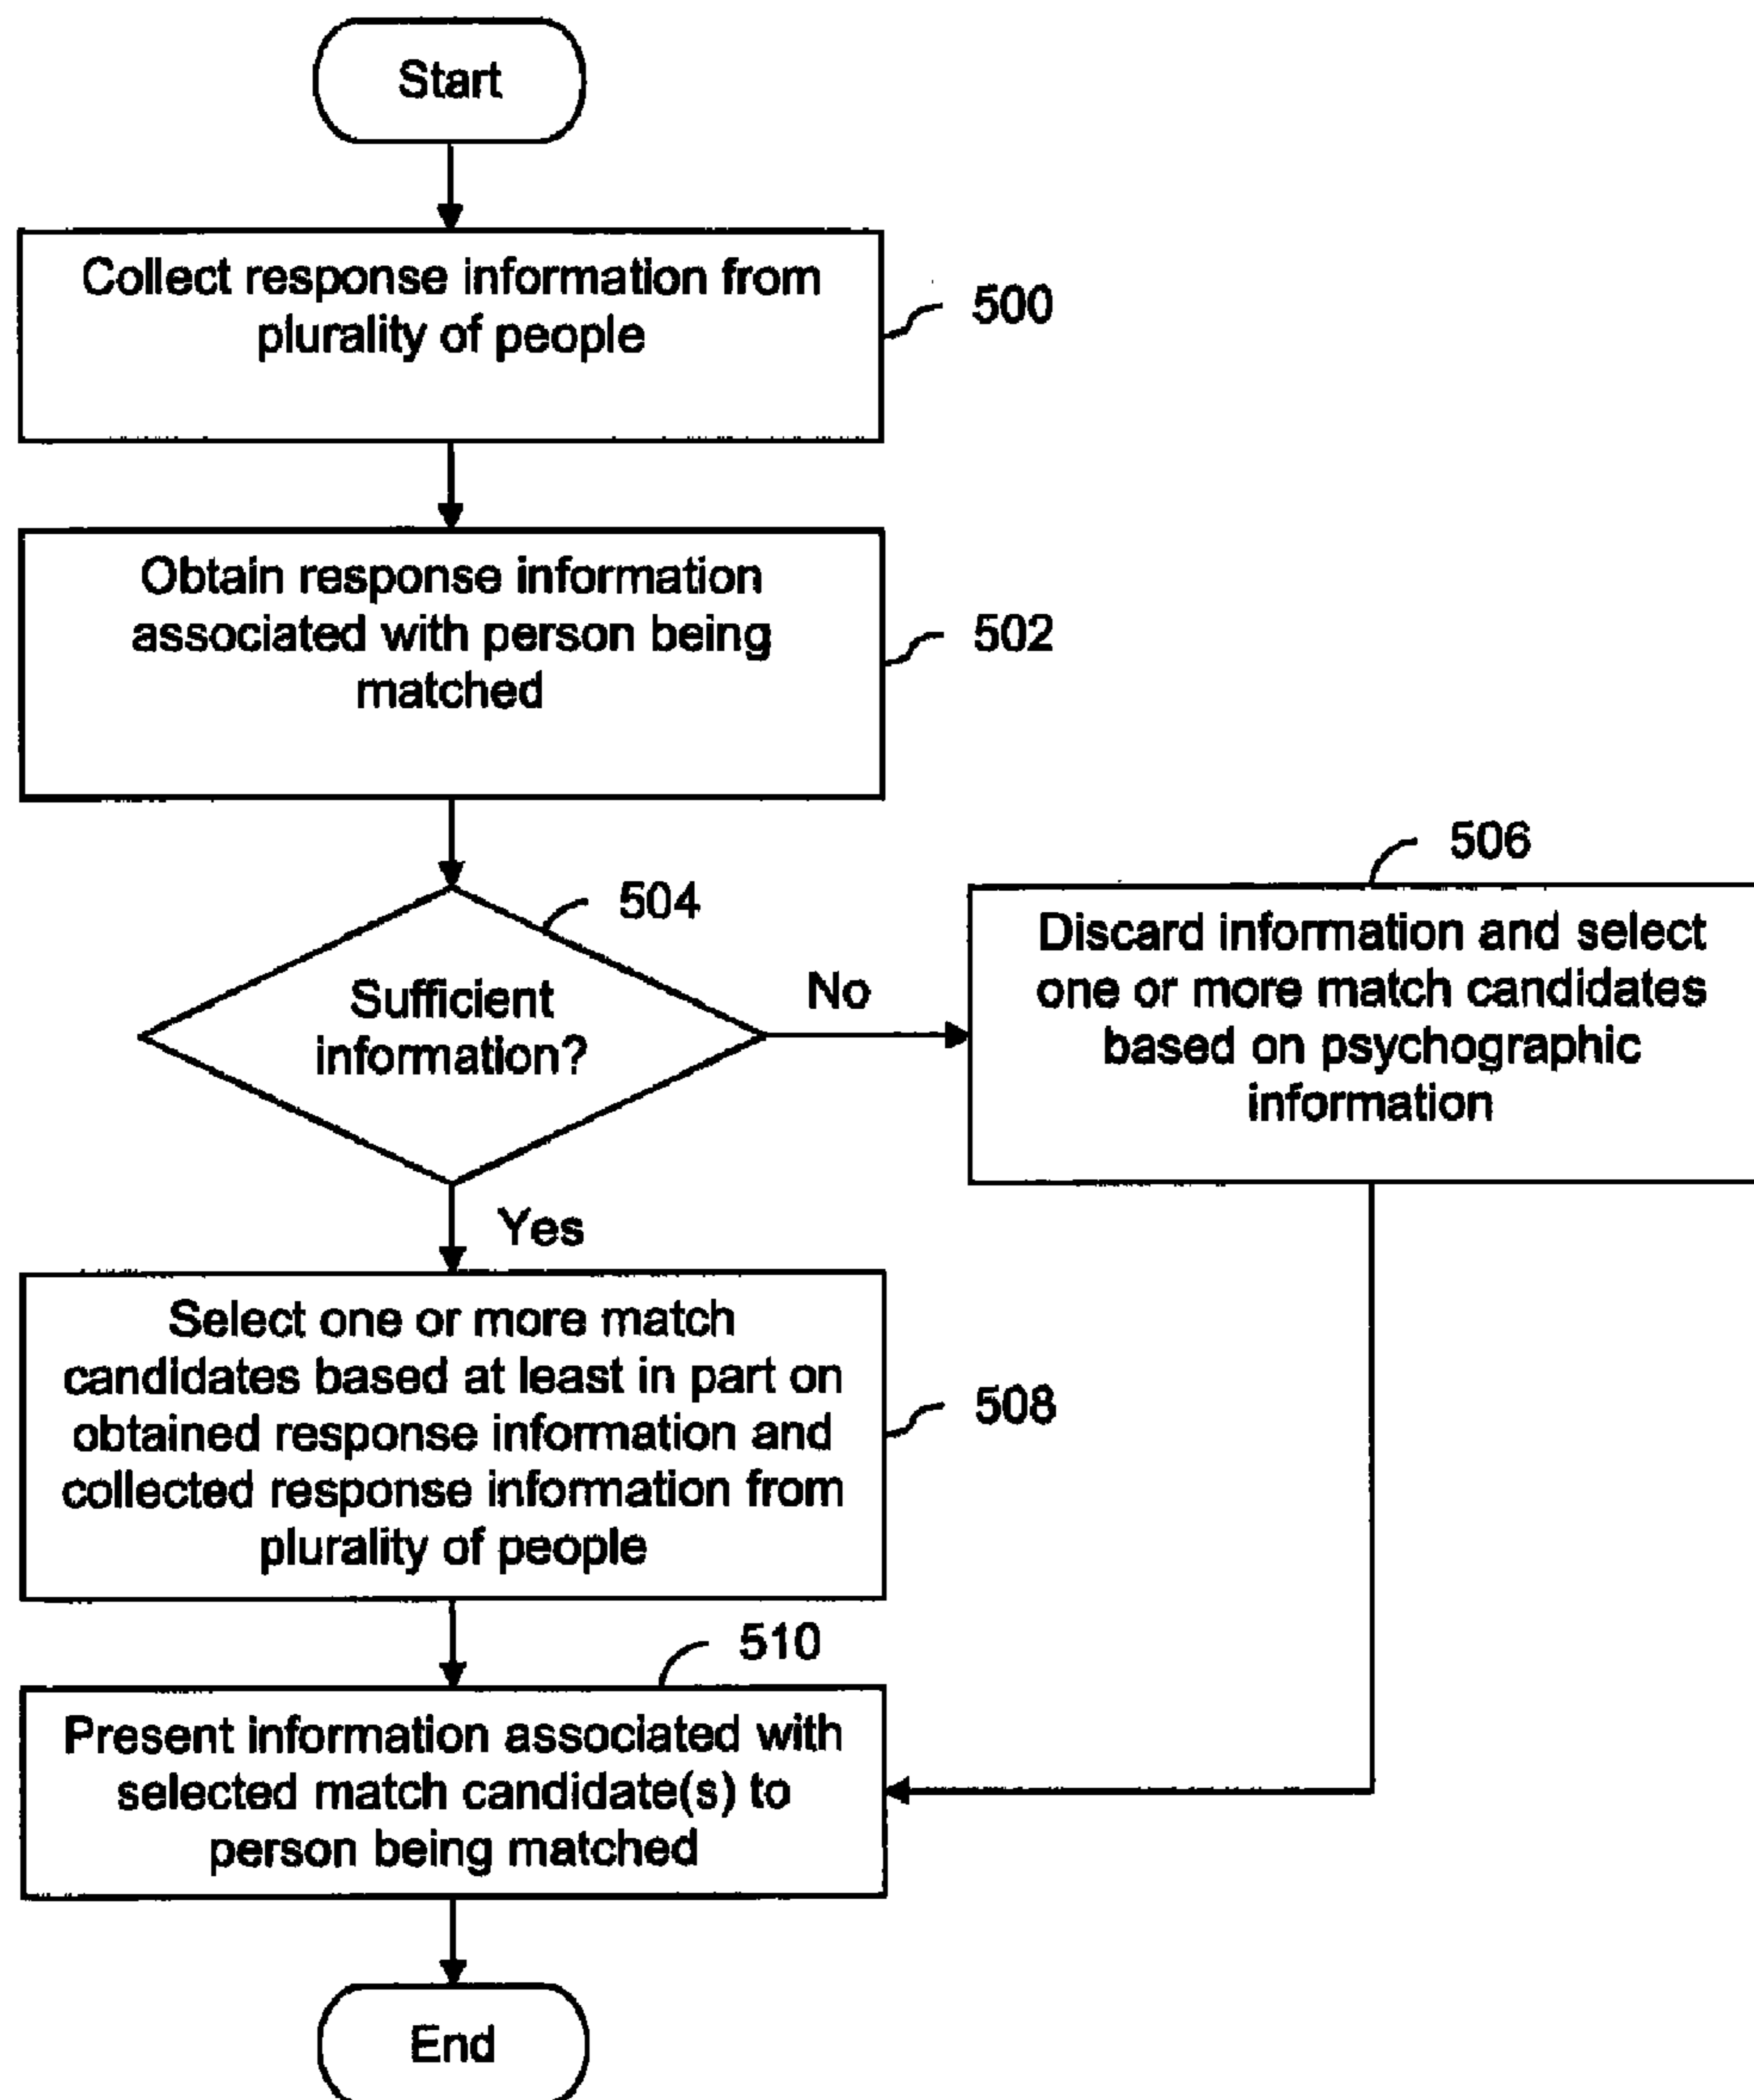 Start
Collect response information from
plurality of people
500
Obtain response information
associated with person being
matched
502
504
Sufficient
information?
No
506
Discard information and select
one or more match candidates
based on psychographic
information
Yes
Select one or more match
candidates based at least in part on
obtained response information and
collected response information from
plurality of people
508
510
Present information associated with
selected match candidate(s) to
person being matched
End